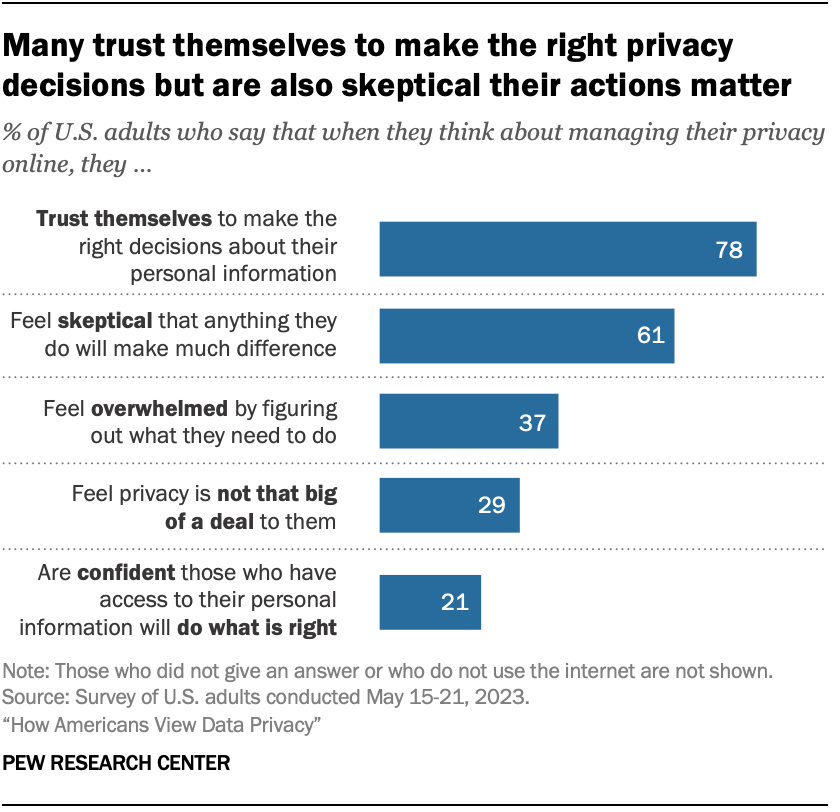 Many trust themselves to make the right privacy
decisions but are also skeptical their actions matter
% of U.S. adults who say that when they think about managing their privacy
online, they ...
Trust themselves to make the
right decisions about their
personal information
78
Feel skeptical that anything they
do will make much difference
61
Feel overwhelmed by figuring
out what they need to do
37
Feel privacy is not that big
of a deal to them
29
Are confident those who have
access to their personal
information will do what is right
21
Note: Those who did not give an answer or who do not use the internet are not shown.
Source: Survey of U.S. adults conducted May 15-21, 2023.
“How Americans View Data Privacy”
PEW RESEARCH CENTER